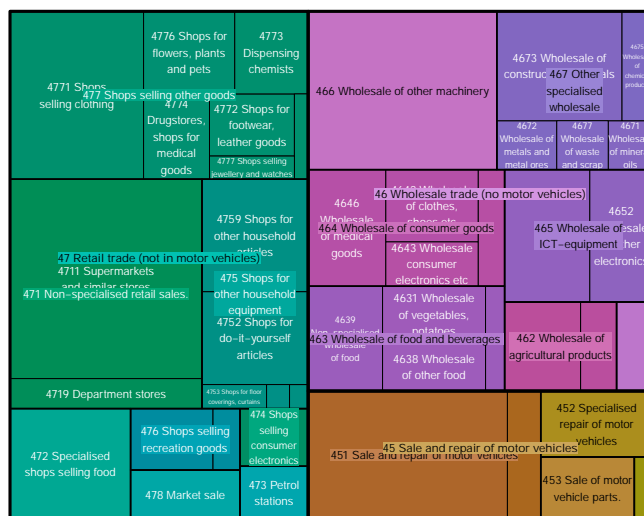 4771 Shops
selling clothing
4776 Shops for
flowers, plants
and pets
4773
Dispensing
chemists
477 Shops selling other goods
4774
Drugstores,
shops for
medical
goods
4772 Shops for
footwear,
leather goods
4777 Shops selling
jewellery and watches
47 Retail trade (not in motor vehicles)
4711 Supermarkets
and similar stores
471 Non-specialised retail sales.
4719 Department stores
4759 Shops for
other household
articles
475 Shops for
other household
equipment
4752 Shops for
do-it-yourself
articles
4753 Shops for floor
coverings, curtains
472 Specialised
shops selling food
476 Shops selling
recreation goods
478 Market sale
474 Shops
selling
consumer
electronics
473 Petrol
stations
466 Wholesale of other machinery
4673 Wholesale of
467 Other
specialised
wholesale
4672
Wholesale of
metals and
metal ores
4677
Wholesale
of waste
and scrap
4671
of
oils
46 Wholesale trade (no motor vehicles)
4646
Wholesale
of medical
goods
of clothes,
464 Wholesale of consumer goods
4643 Wholesale
consumer
electronics etc
465 Wholesale of
ICT-equipment
4652
electronics
4639
of food
4631 Wholesale
of vegetables,
potatoes
463 Wholesale of food and beverages
4638 Wholesale
of other food
462 Wholesale of
agricultural products
45 Sale and repair of motor vehicles
451 Sale and repair of motor vehicles
452 Specialised
repair of motor
vehicles
453 Sale of motor
vehicle parts.